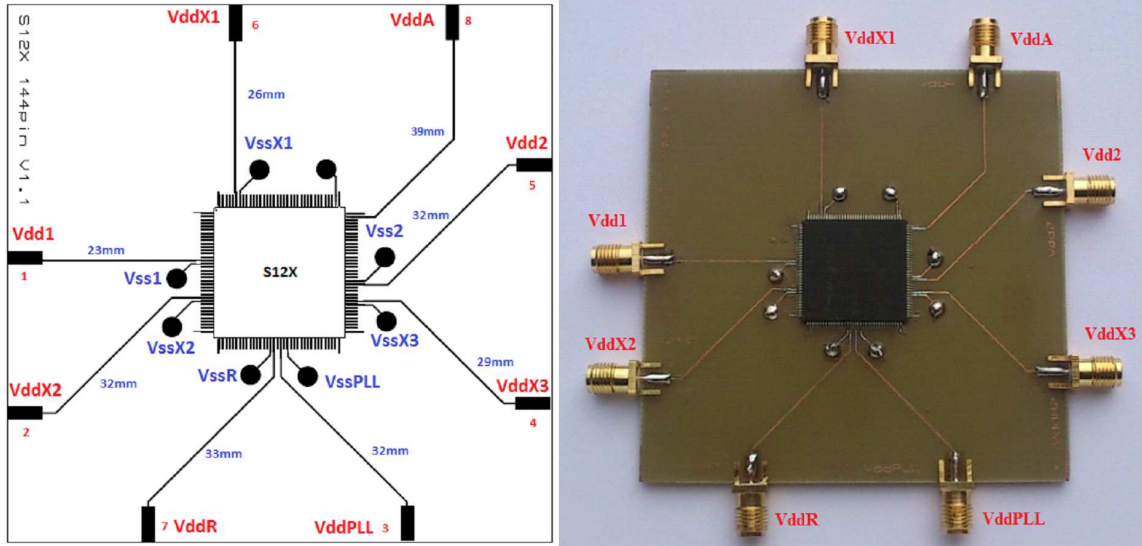 S12X 144pin V1.1
VddX1
6
VddA
8
26mm
39mm
VssX1
Vdd2
5
32mm
Vdd1
23mm
1
Vss1
Vss2
S12X
VssX2
VssX3
VddX2
32mm
2
VssR
VssPLL
29mm
VddX3
4
33mm
32mm
7 VddR
VddPLL 3
VddX1
VddA
Vdd2
Vdd1
VddX2
VddX3
VddR
VddPLL
VddPLL
Vdd2